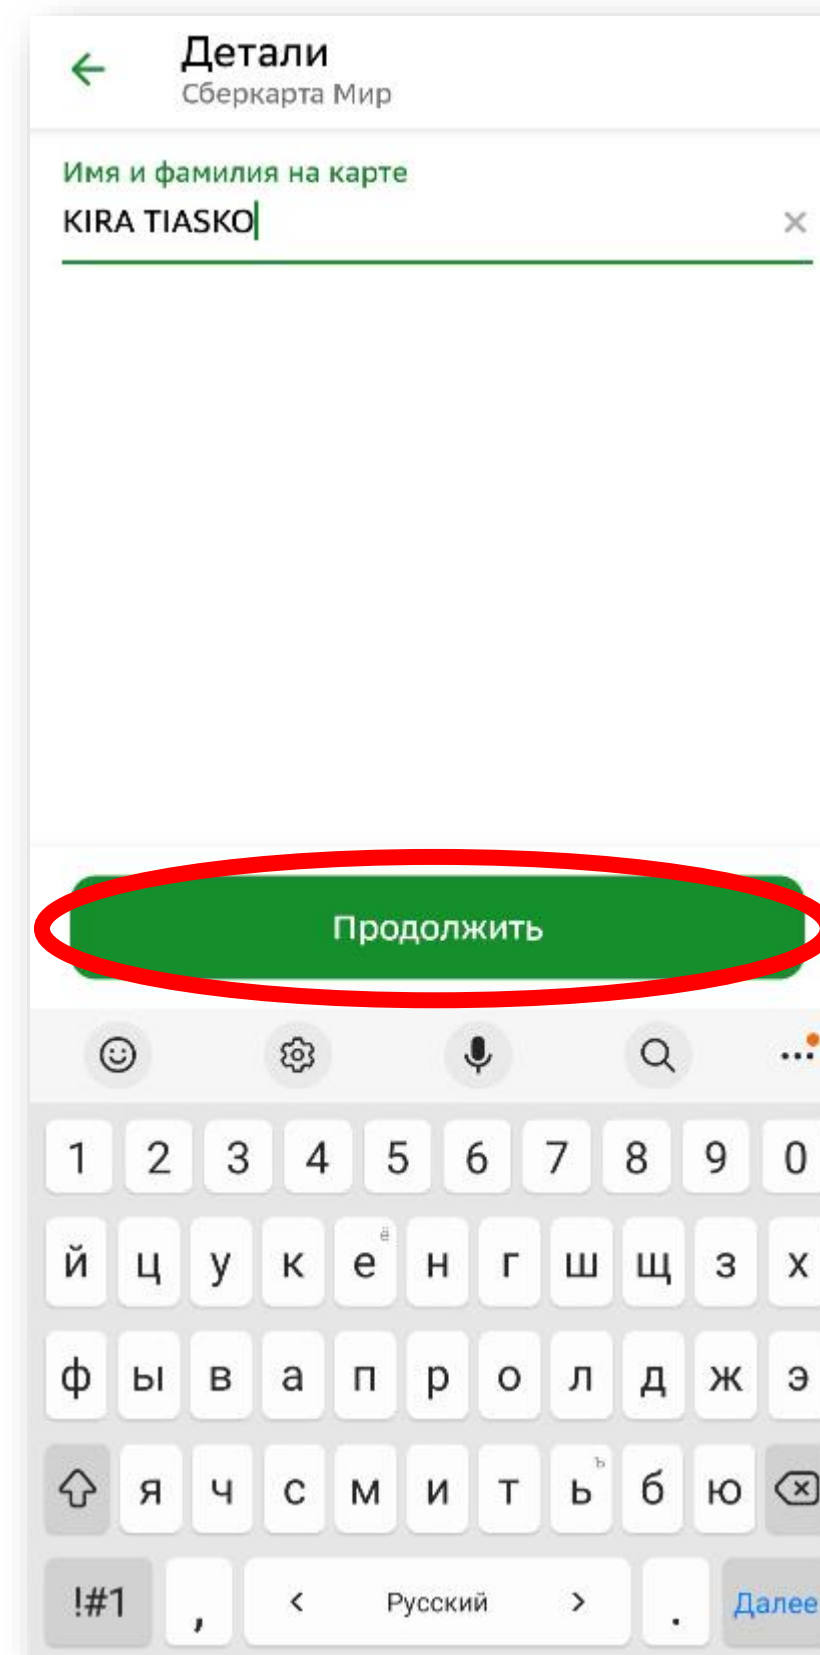 Детали
Сберкарта Мир
Имя и фамилия на карте
KIRA TIASKO
Продолжить
1 2 3 4 5 6 7 8 9 0
й ц у к е ё н г ш щ з х
ф ы в а п р о л д ж э
я ч с м и т ь ъ б ю
!#1 , < Русский > . Далее